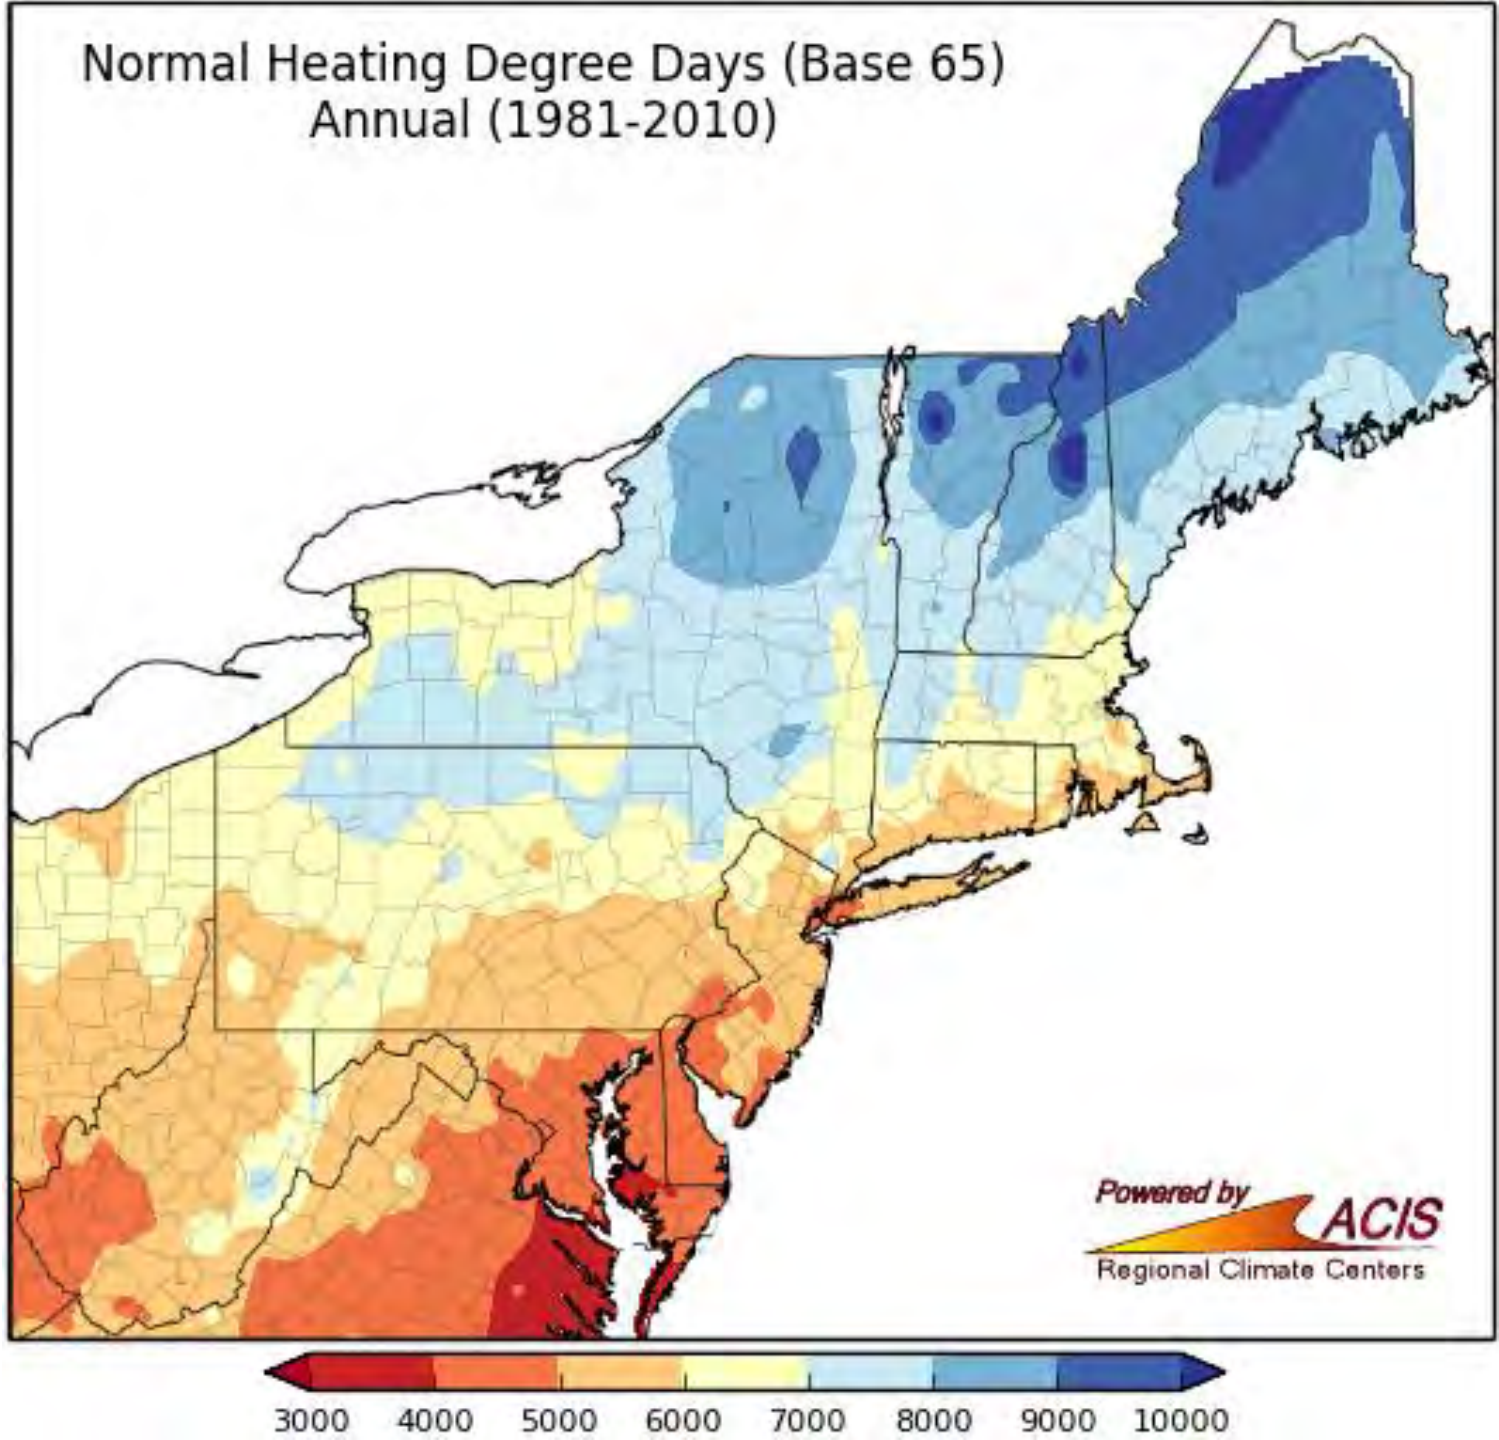 Normal Heating Degree Days (Base 65)
Annual (1981-2010)
Powered by
ACIS
Regional Climate Centers
3000 4000 5000 6000 7000 8000 9000 10000